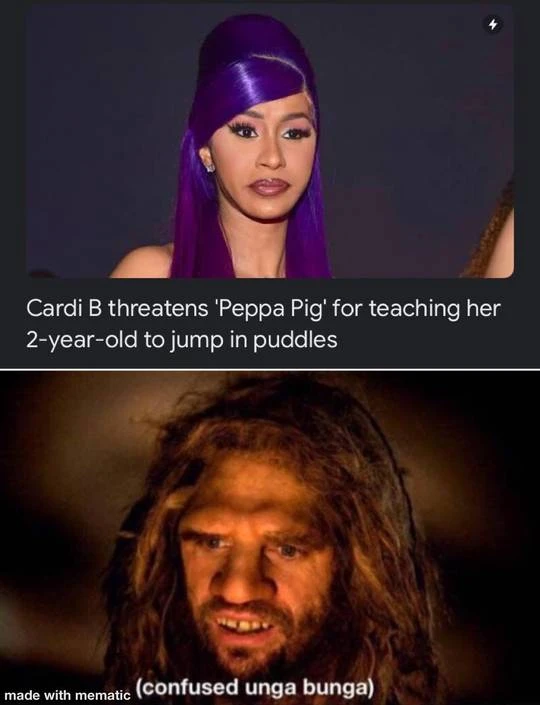 Cardi B threatens 'Peppa Pig' for teaching her
2-year-old to jump in puddles
(confused unga bunga)
made with mematic